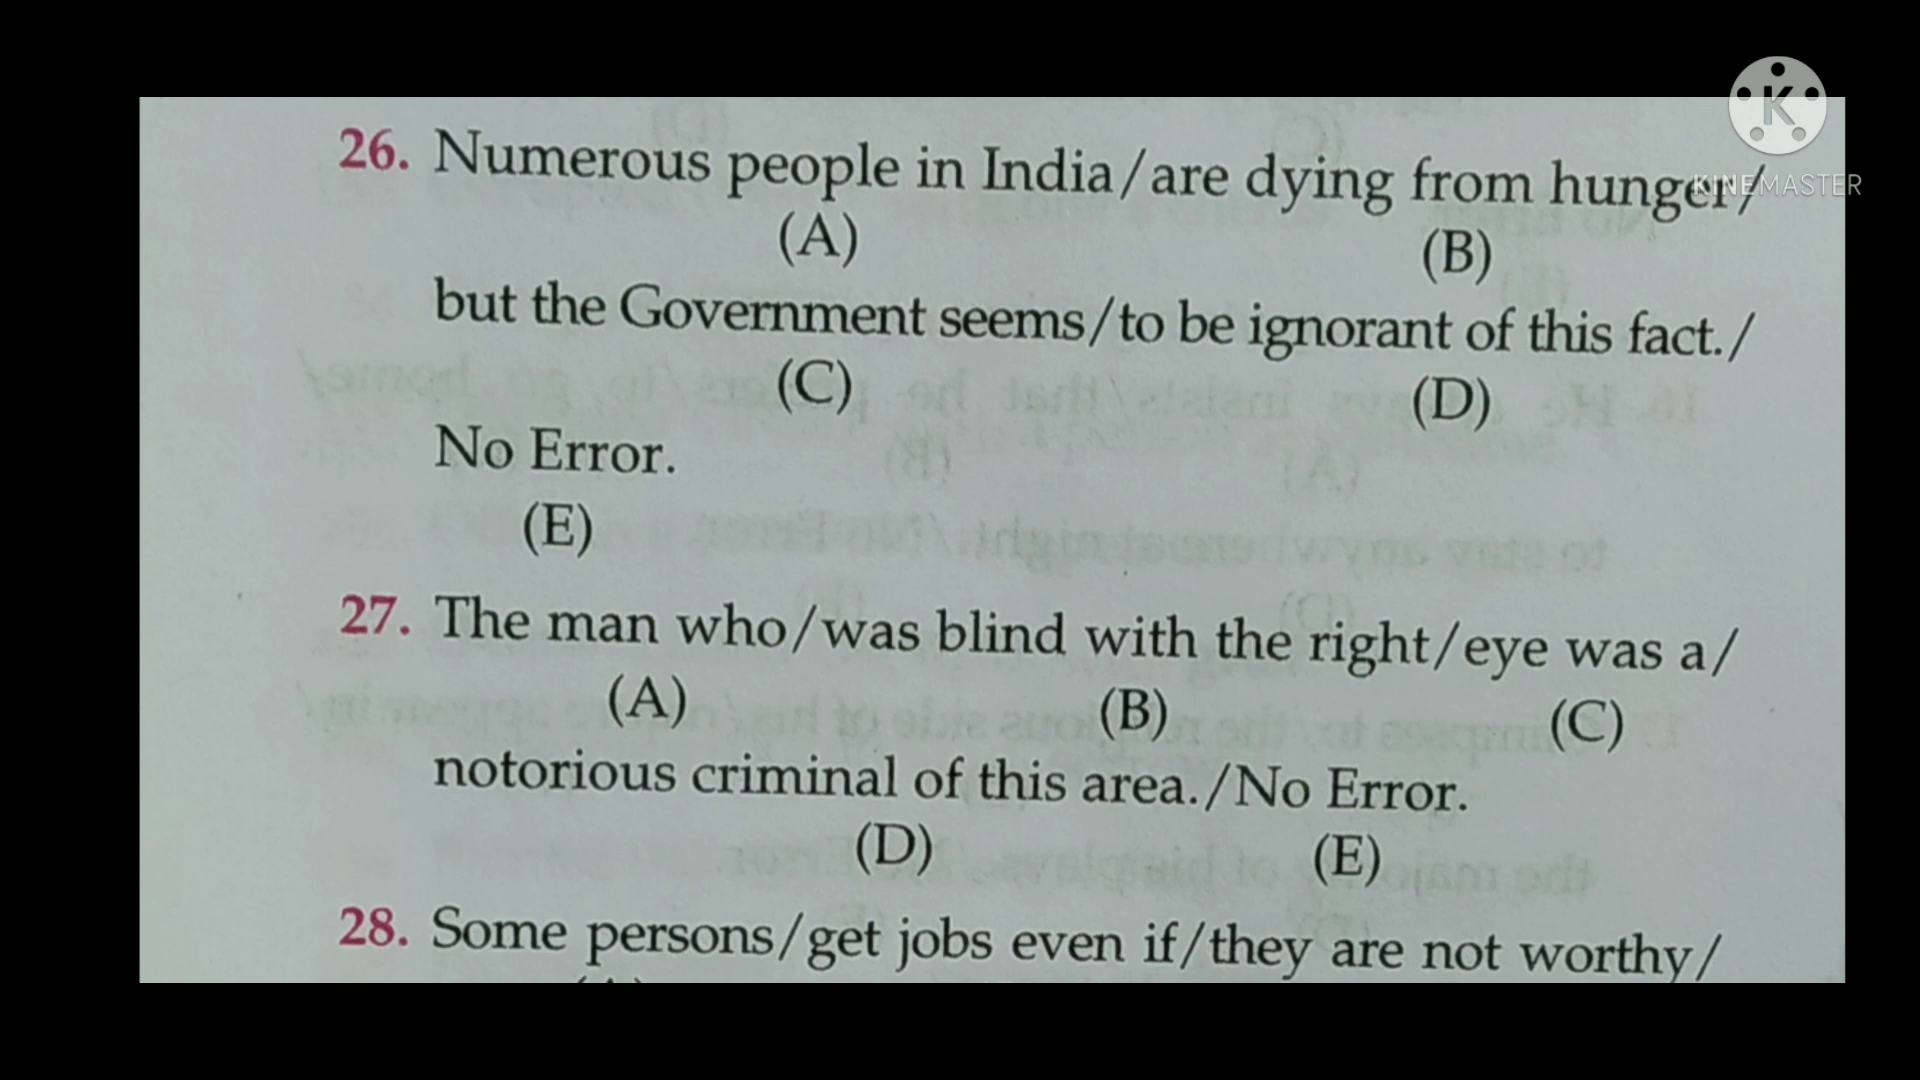 26. Numerous people in India/are dying from hunger/
(A) (B)
but the Government seems/to be ignorant of this fact./
(C) (D)
No Error.
(E)
27. The man who/was blind with the right/eye was a/
(A) (B) (C)
notorious criminal of this area./No Error.
(D) (E)
28. Some persons/get jobs even if/they are not worthy/
K
KINEMASTER